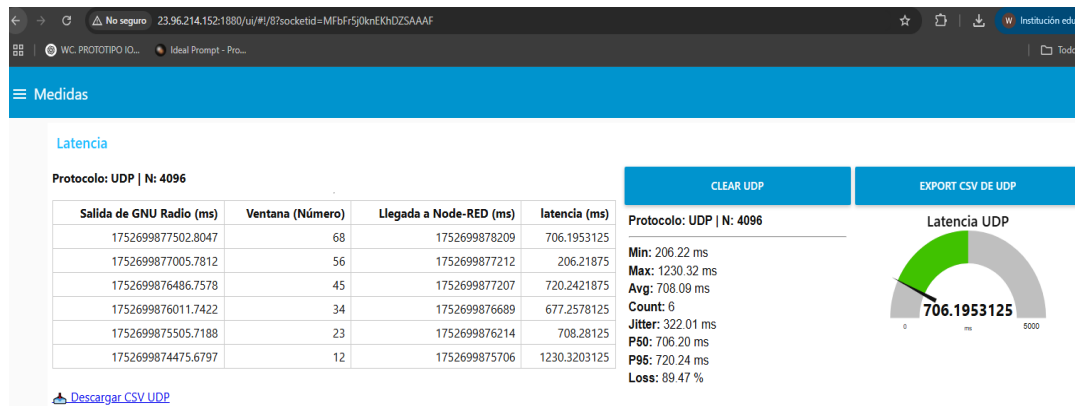 No seguro 23.96.214.152:1880/ui/#!/8?socketid=MFbFr5j0knEKhDZSAAAF W Institución edu
WC. PROTOTIPO IO... Ideal Prompt - Pro... Todo
Medidas
Latencia
Protocolo: UDP | N: 4096
Salida de GNU Radio (ms) Ventana (Número) Llegada a Node-RED (ms) latencia (ms)
1752699877502.8047 68 1752699878209 706.1953125
1752699877005.7812 56 1752699877212 206.21875
1752699876486.7578 45 1752699877207 720.2421875
1752699876011.7422 34 1752699876689 677.2578125
1752699875505.7188 23 1752699876214 708.28125
1752699874475.6797 12 1752699875706 1230.3203125
Descargar CSV UDP
CLEAR UDP
Protocolo: UDP | N: 4096
Min: 206.22 ms
Max: 1230.32 ms
Avg: 708.09 ms
Count: 6
Jitter: 322.01 ms
P50: 706.20 ms
P95: 720.24 ms
Loss: 89.47 %
EXPORT CSV DE UDP
Latencia UDP
706.1953125
0 ms 5000